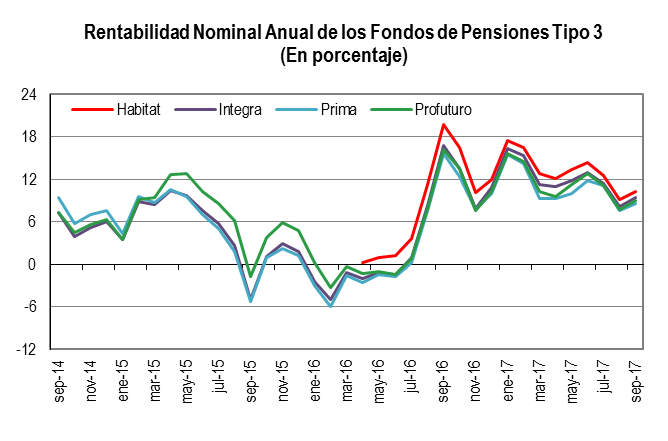 Rentabilidad Nominal Anual de los Fondos de Pensiones Tipo 3
(En porcentaje)
24
18
12
6
0
-6
-12
Habitat
Integra
Prima
Profuturo
sep-14
nov-14
ene-15
mar-15
may-15
jul-15
sep-15
nov-15
ene-16
mar-16
may-16
jul-16
sep-16
nov-16
ene-17
mar-17
may-17
jul-17
sep-17